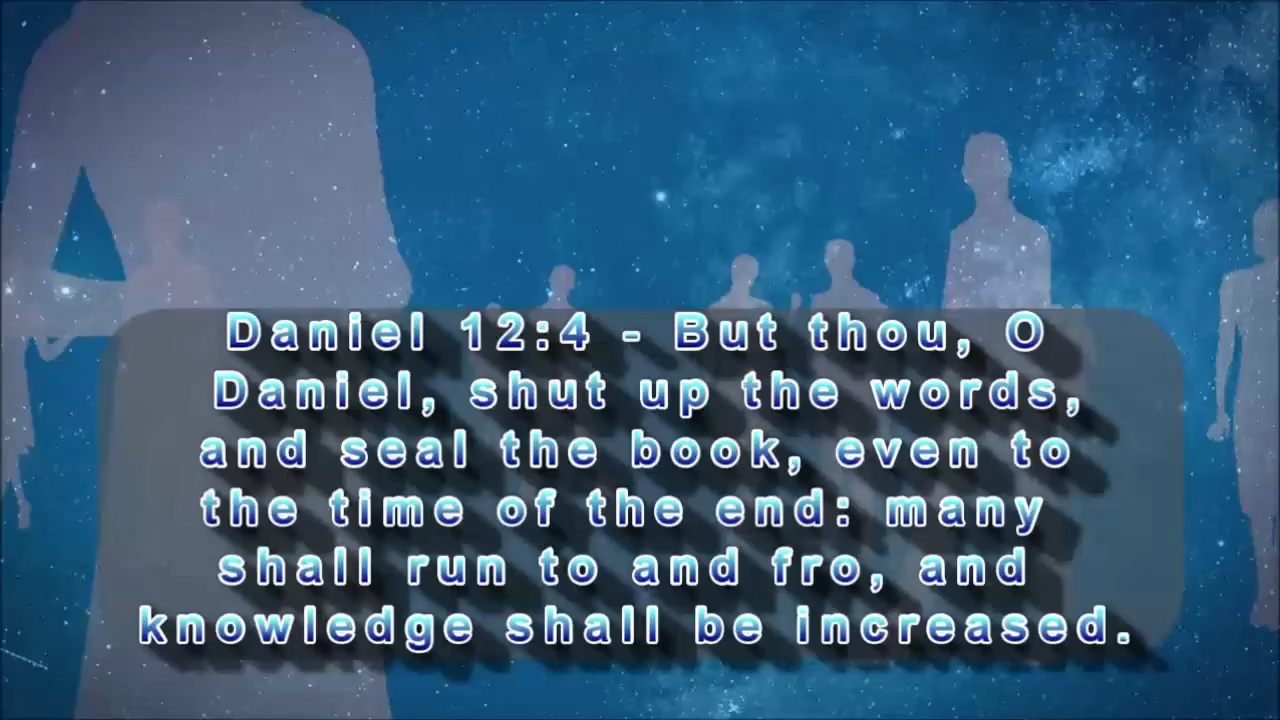 Daniel 12:4 - But thou, O
Daniel, shut up the words,
and seal the book, even to
the time of the end: many
shall run to and fro, and
knowledge shall be increased.